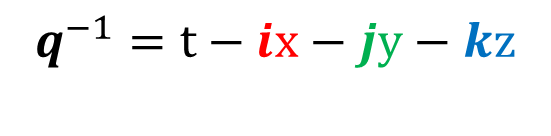 q⁻¹ = t − ix − jy − kz